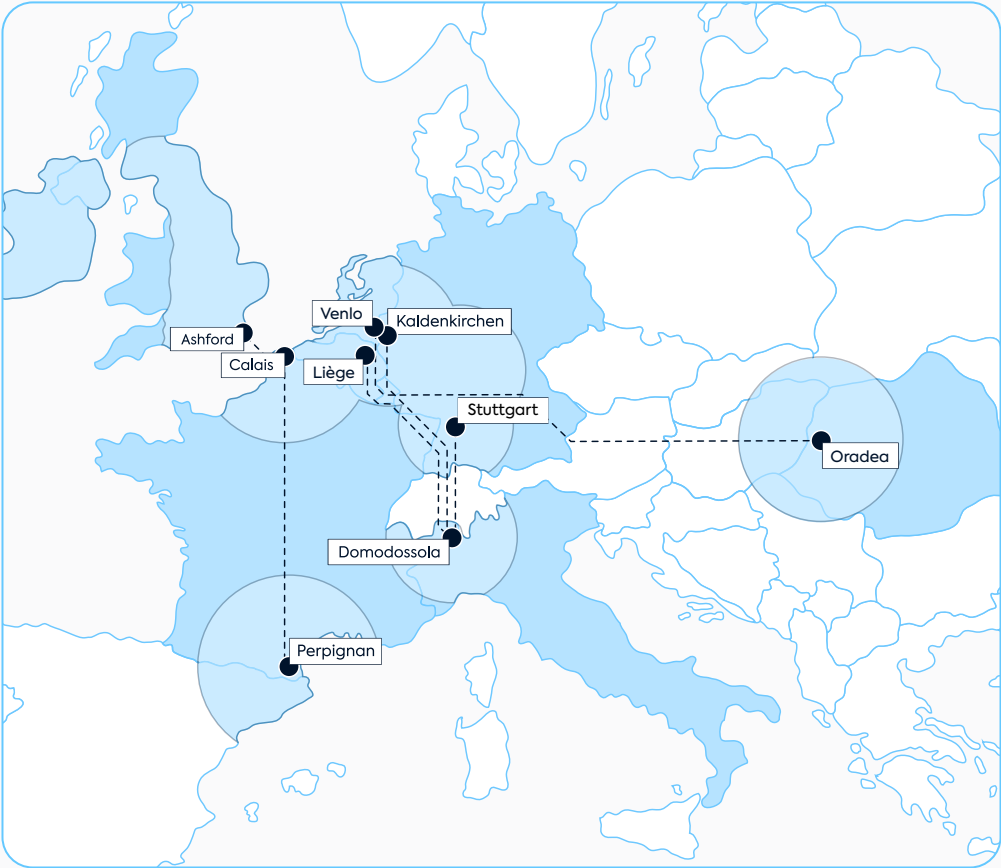 Venlo
Kaldenkirchen
Ashford
Calais
Liège
Stuttgart
Oradea
Domodossola
Perpignan